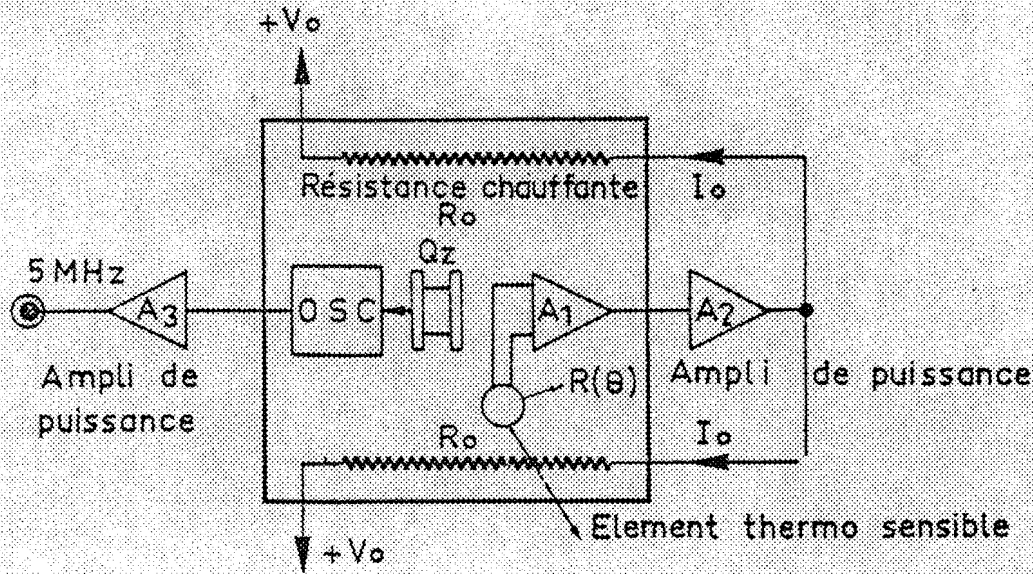 +Vo
Résistance chauffante
Io
Ro
Qz
5 MHz
A3
OSC
A1
A2
Ampli de
puissance
R(θ)
Ampli de puissance
Ro
Io
Element thermo sensible
+Vo